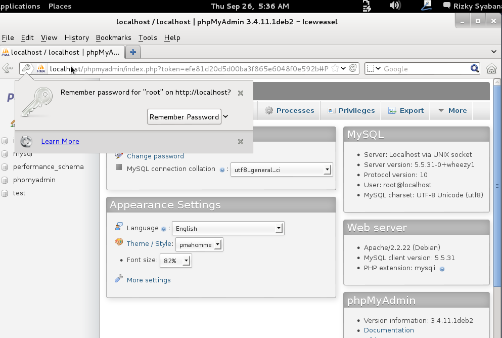 pplications Places
Thu Sep 26, 5:36 AM
Rizky Syaban
localhost / localhost | phpMyAdmin 3.4.11.1deb2 - Iceweasel
File Edit View History Bookmarks Tools Help
localhost / localhost | phpMyA...
localhost/phpmyadmin/index.php?token=
Google
Remember password for "root" on http://localhost?
Remember Password
Learn More
Processes Privileges Export More
mysql
performance_schema
phpmyadmin
test
Change password
MySQL connection collation : utf8_general_ci
Appearance Settings
Language : English
Theme / Style: pmahomme
Font size 82%
More settings
MySQL
Server: Localhost via UNIX socket
Server version: 5.5.31-0+wheezy1
Protocol version: 10
User: root@localhost
MySQL charset: UTF-8 Unicode (utf8)
Web server
Apache/2.2.22 (Debian)
MySQL client version: 5.5.31
PHP extension: mysqli
phpMyAdmin
Version information: 3.4.11.1deb2
Documentation